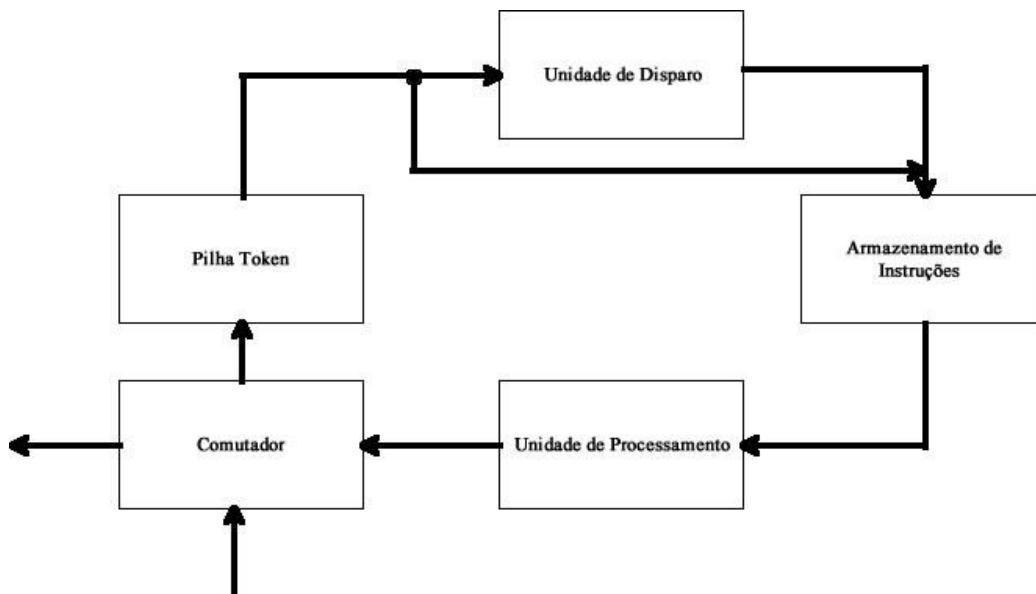 Unidade de Disparo
Pilha Token
Armazenamento de
Instruções
Comutador
Unidade de Processamento